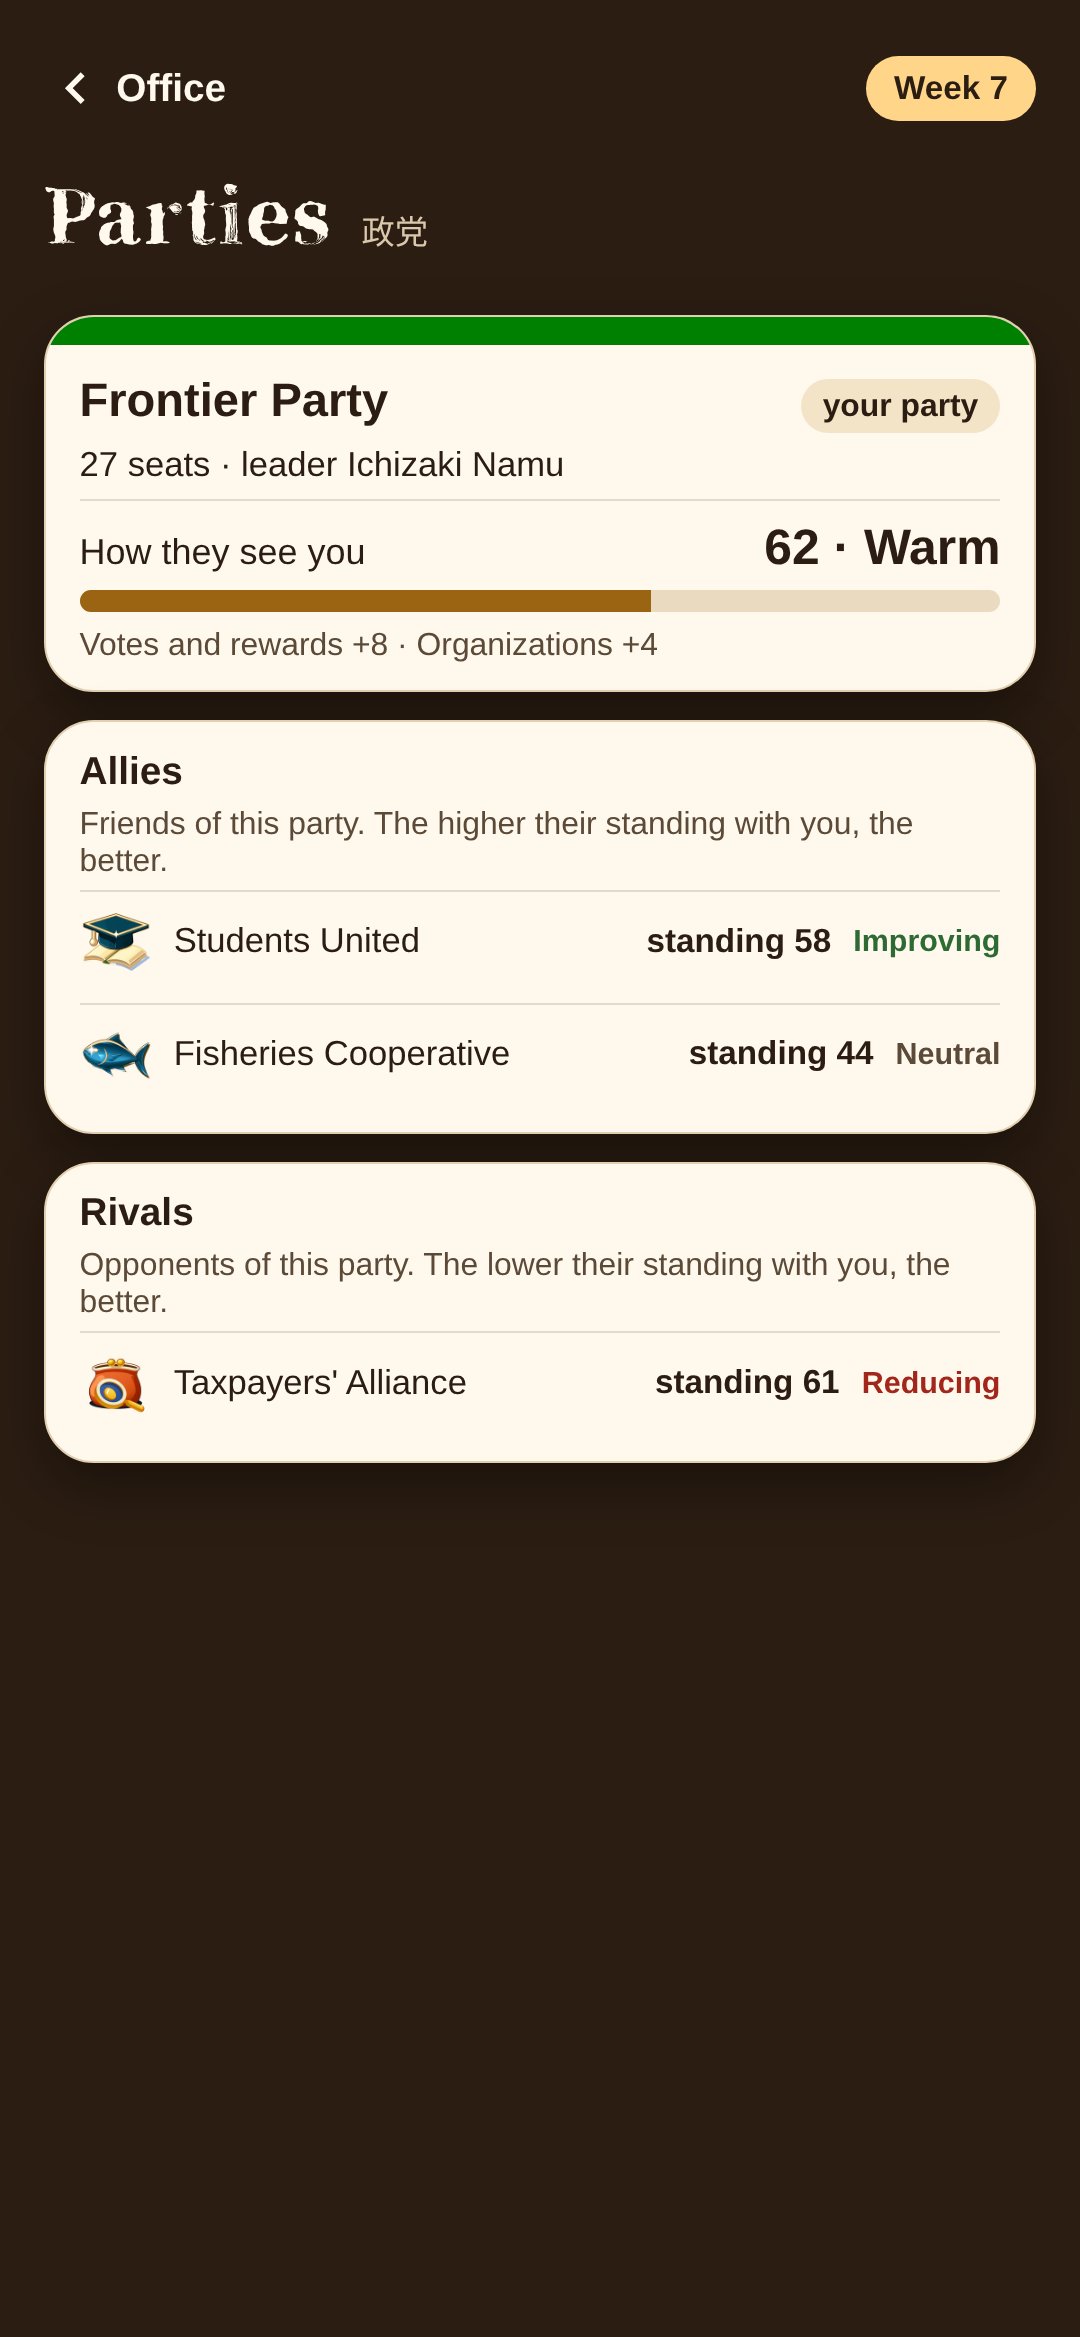 Office
Week 7
Parties 政党
Frontier Party
your party
27 seats · leader Ichizaki Namu
How they see you
62 · Warm
Votes and rewards +8 · Organizations +4
Allies
Friends of this party. The higher their standing with you, the
better.
Students United standing 58 Improving
Fisheries Cooperative standing 44 Neutral
Rivals
Opponents of this party. The lower their standing with you, the
better.
Taxpayers' Alliance standing 61 Reducing